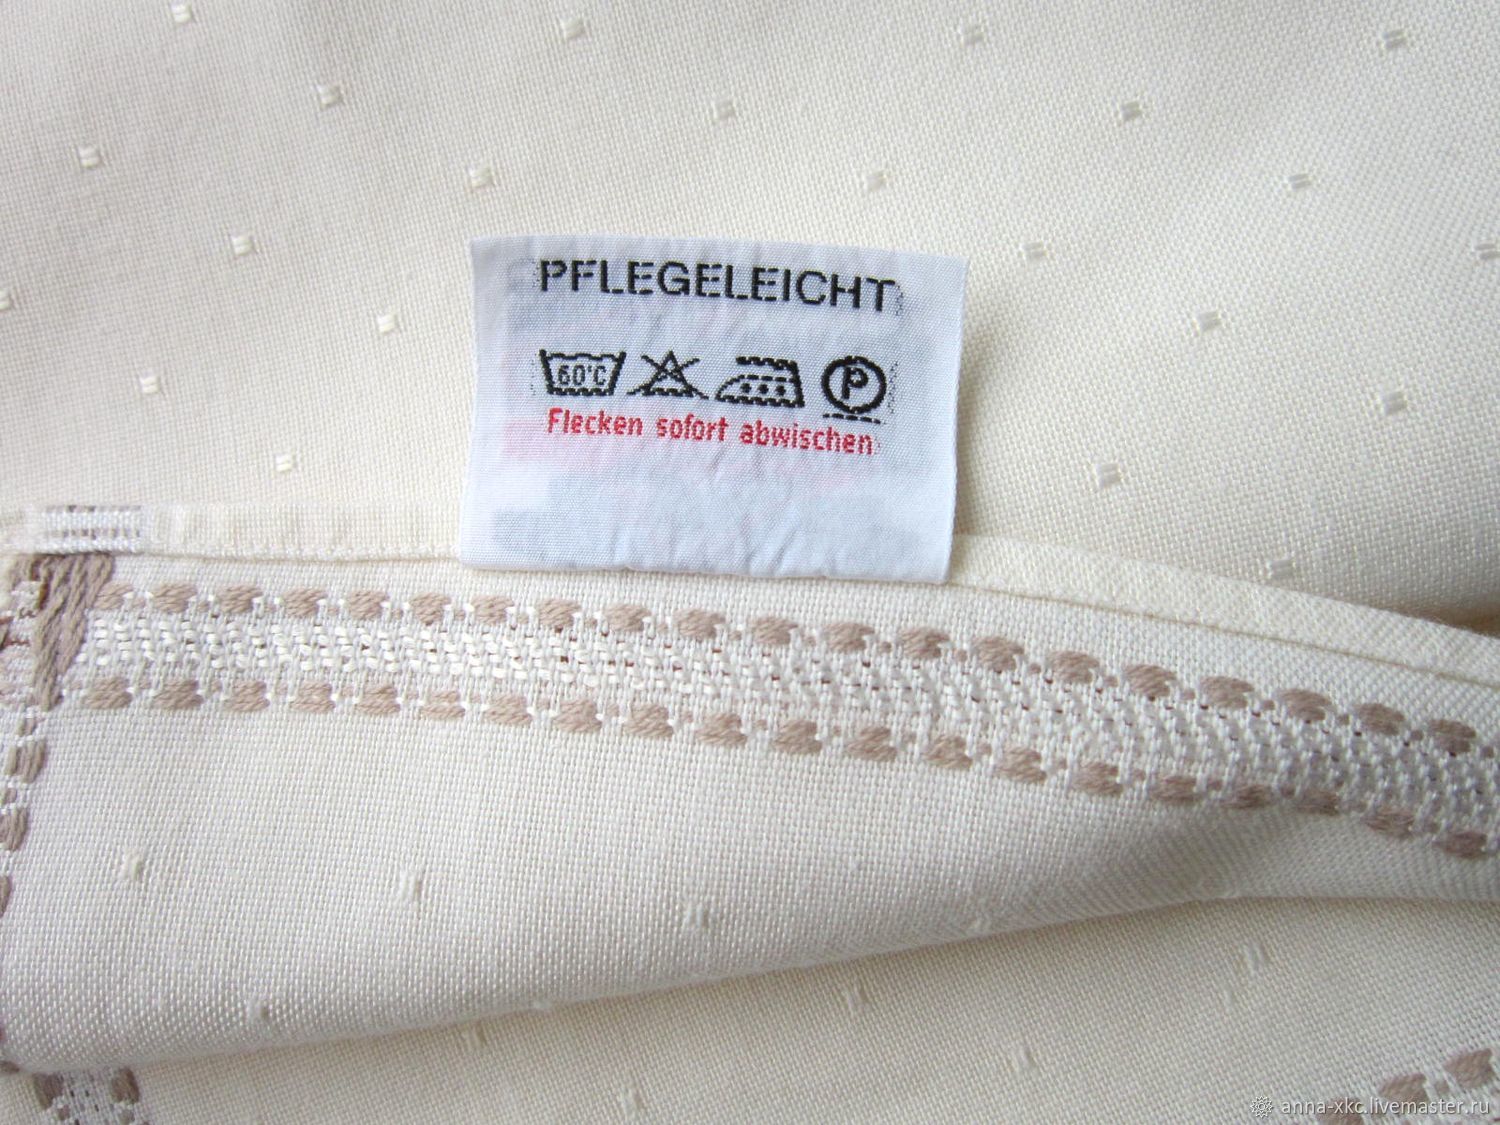 PFLEGELEICHT
60°C P
Flecken sofort abwischen
anna-xkc.livemaster.ru